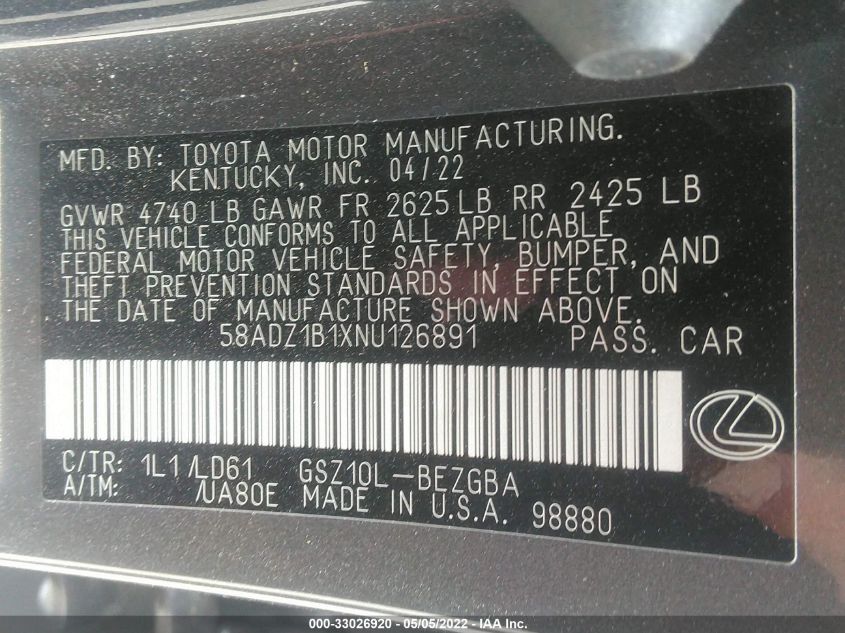 MFD. BY: TOYOTA MOTOR MANUFACTURING.
KENTUCKY, INC. 04/22
GVWR 4740 LB GAWR FR 2625 LB RR 2425 LB
THIS VEHICLE CONFORMS TO ALL APPLICABLE
FEDERAL MOTOR VEHICLE SAFETY, BUMPER, AND
THEFT PREVENTION STANDARDS IN EFFECT ON
THE DATE OF MANUFACTURE SHOWN ABOVE.
58ADZ1B1XNU126891 PASS. CAR
C/TR: 1L1/LD61 GSZ10L-BEZGBA
A/TM: /UA80E MADE IN U.S.A. 98880
000-33026920 - 05/05/2022 - IAA Inc.